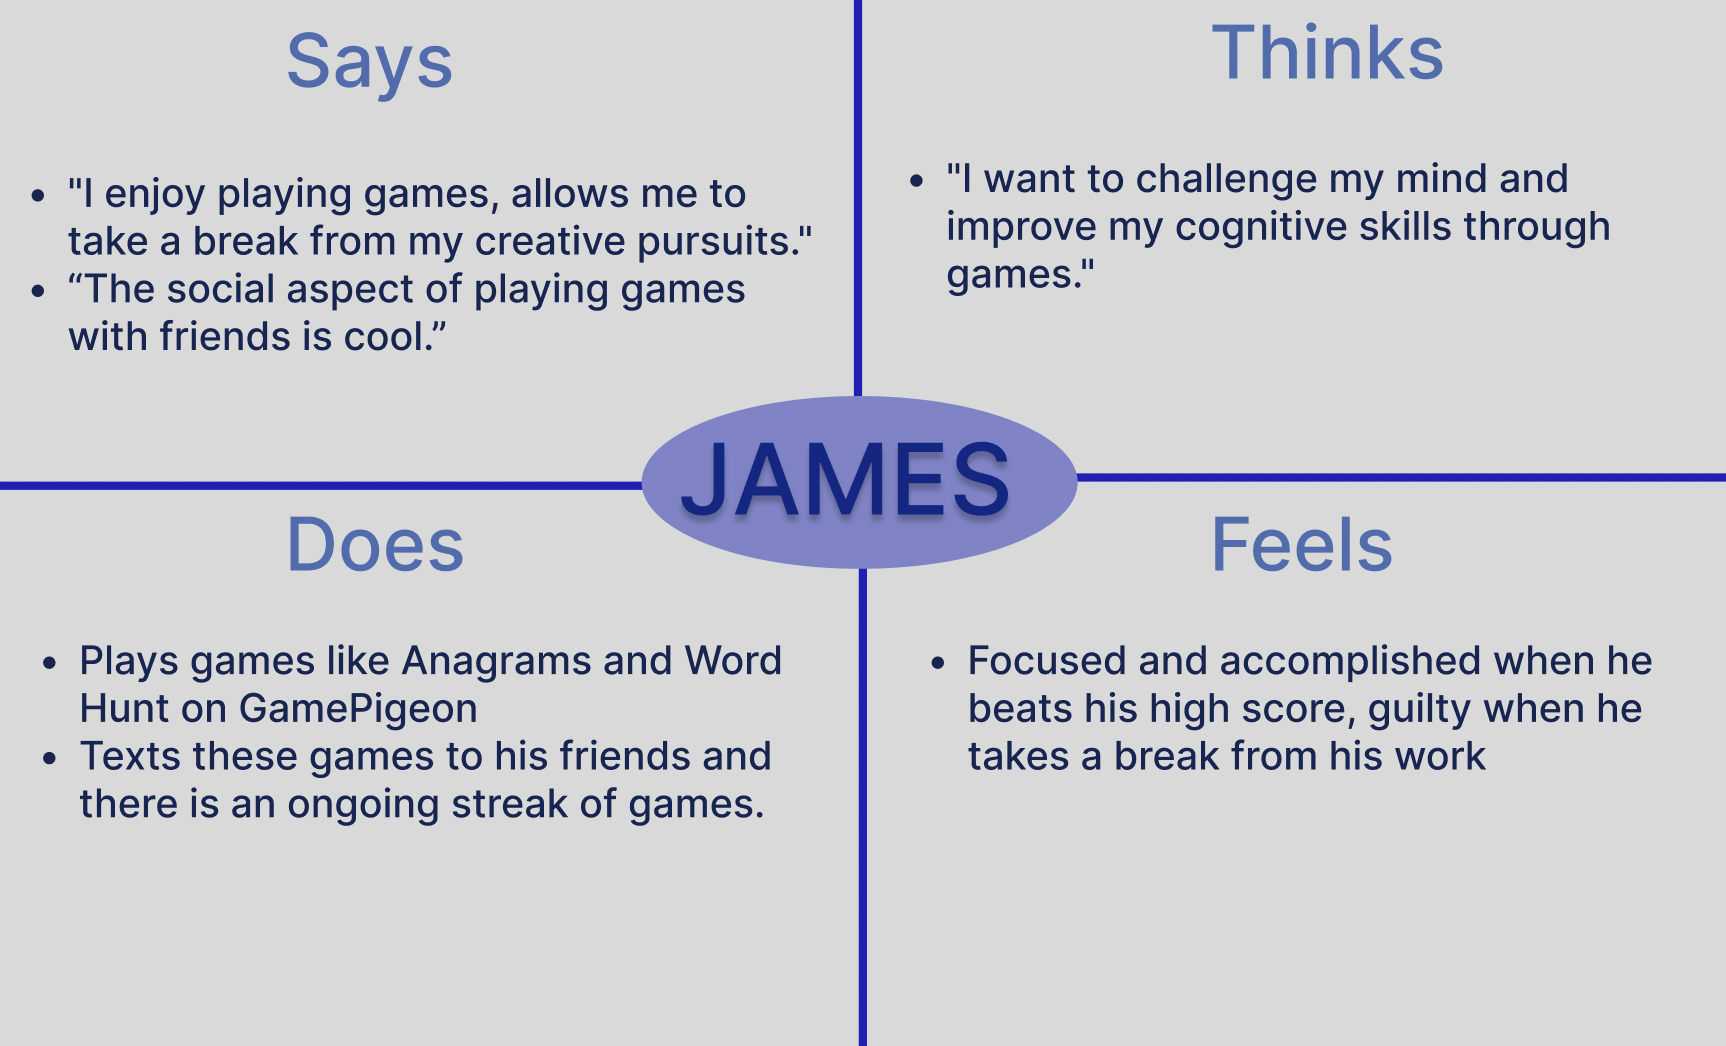 Says
• "I enjoy playing games, allows me to
take a break from my creative pursuits."
• “The social aspect of playing games
with friends is cool.”
Thinks
• "I want to challenge my mind and
improve my cognitive skills through
games."
JAMES
Does
• Plays games like Anagrams and Word
Hunt on GamePigeon
• Texts these games to his friends and
there is an ongoing streak of games.
Feels
• Focused and accomplished when he
beats his high score, guilty when he
takes a break from his work